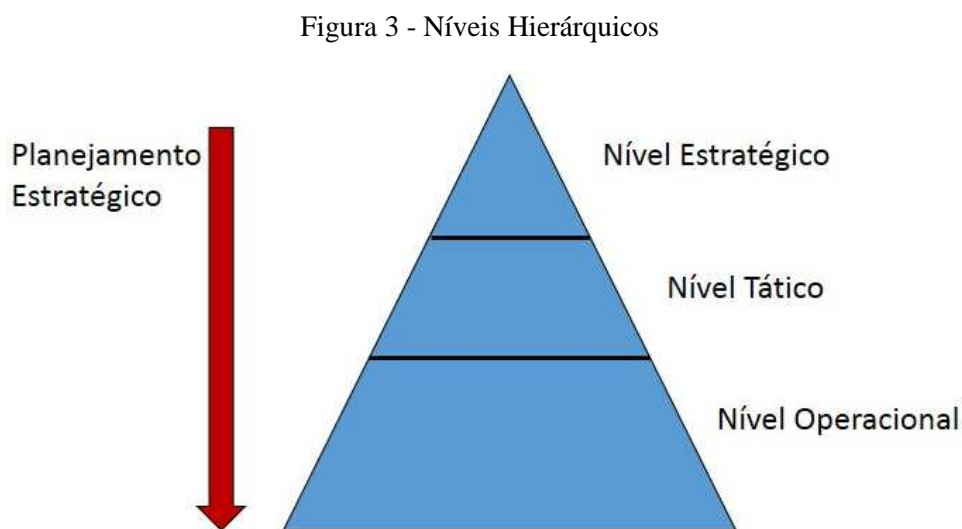 Figura 3 - Níveis Hierárquicos
Planejamento
Estratégico
Nível Estratégico
Nível Tático
Nível Operacional